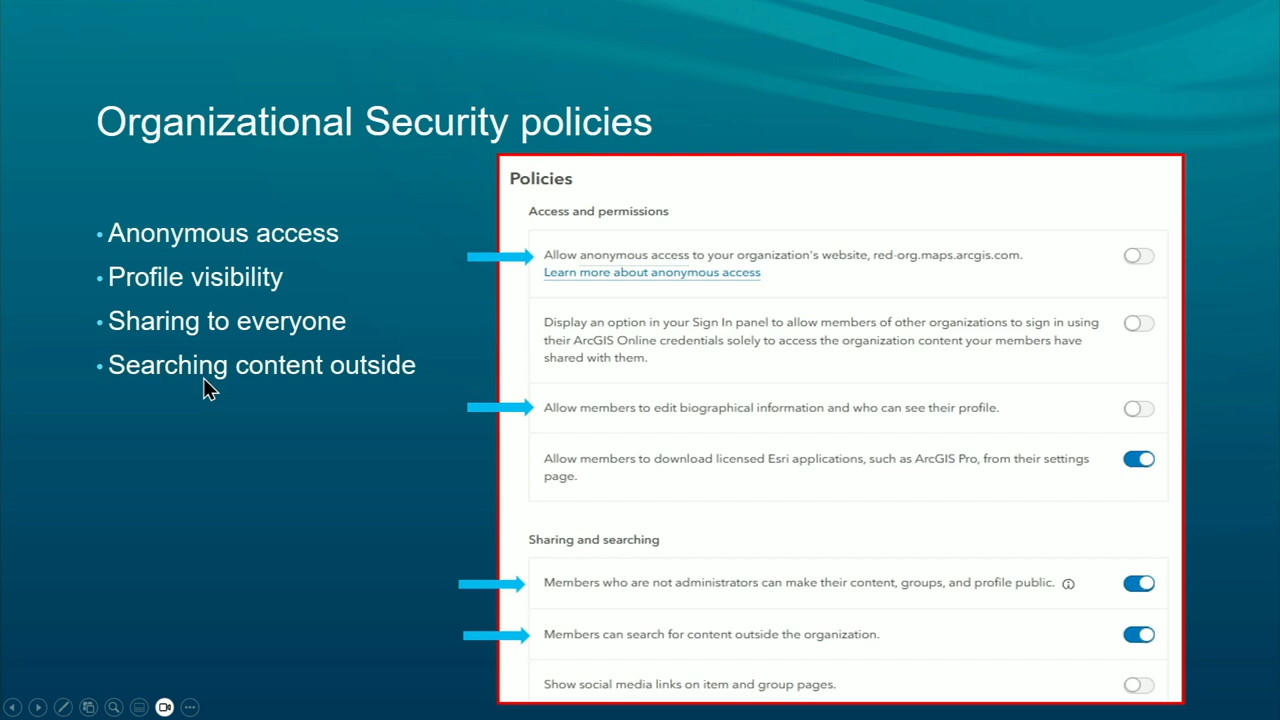 Organizational Security policies
• Anonymous access
• Profile visibility
• Sharing to everyone
• Searching content outside
Policies
Access and permissions
Allow anonymous access to your organization's website, red-org.maps.arcgis.com.
Learn more about anonymous access
Display an option in your Sign In panel to allow members of other organizations to sign in using
their ArcGIS Online credentials solely to access the organization content your members have
shared with them.
Allow members to edit biographical information and who can see their profile.
Allow members to download licensed Esri applications, such as ArcGIS Pro, from their settings
page.
Sharing and searching
Members who are not administrators can make their content, groups, and profile public.
Members can search for content outside the organization.
Show social media links on item and group pages.